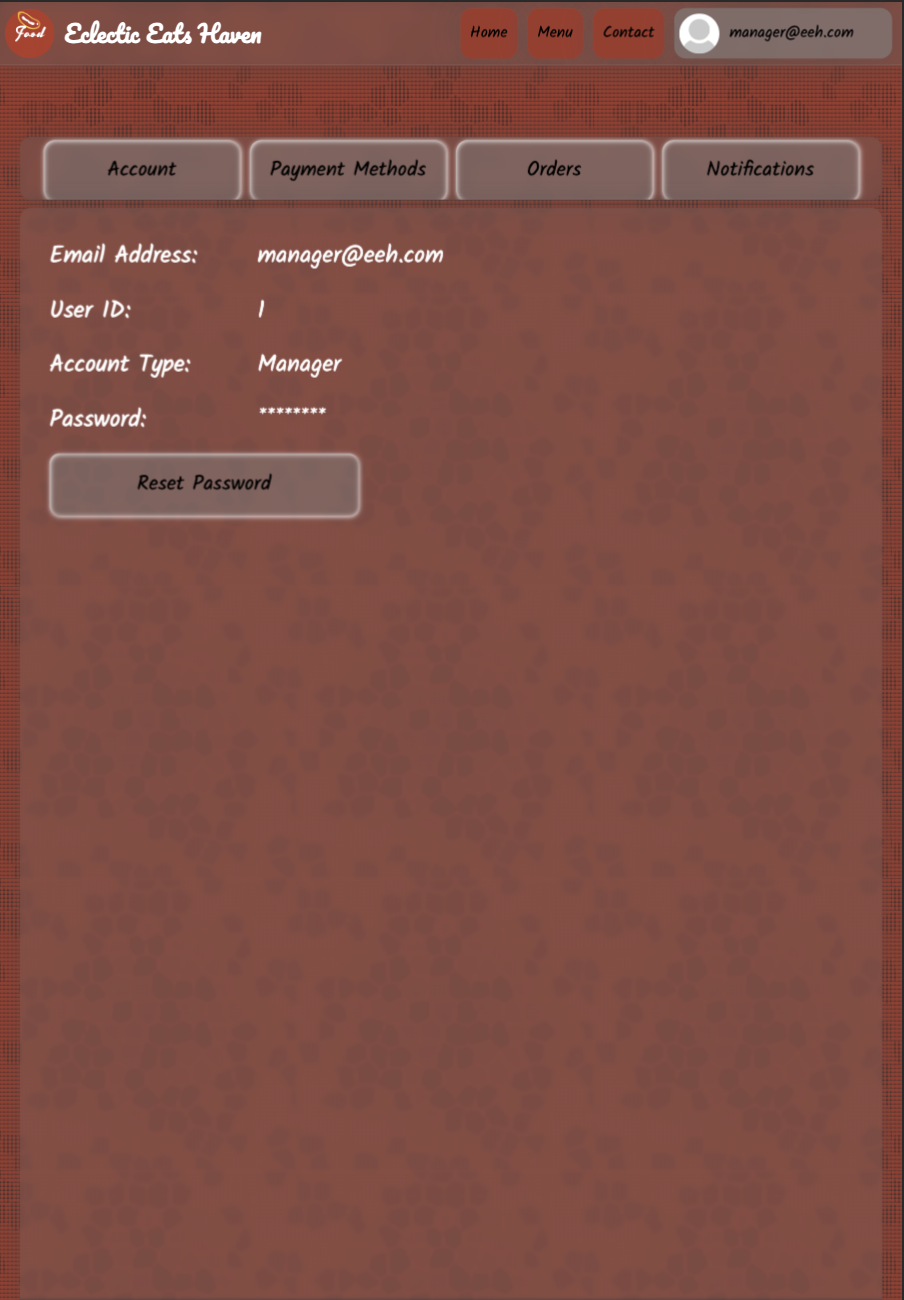 Food Eclectic Eats Haven Home Menu Contact manager@eeh.com
Account Payment Methods Orders Notifications
Email Address: manager@eeh.com
User ID: 1
Account Type: Manager
Password: ********
Reset Password